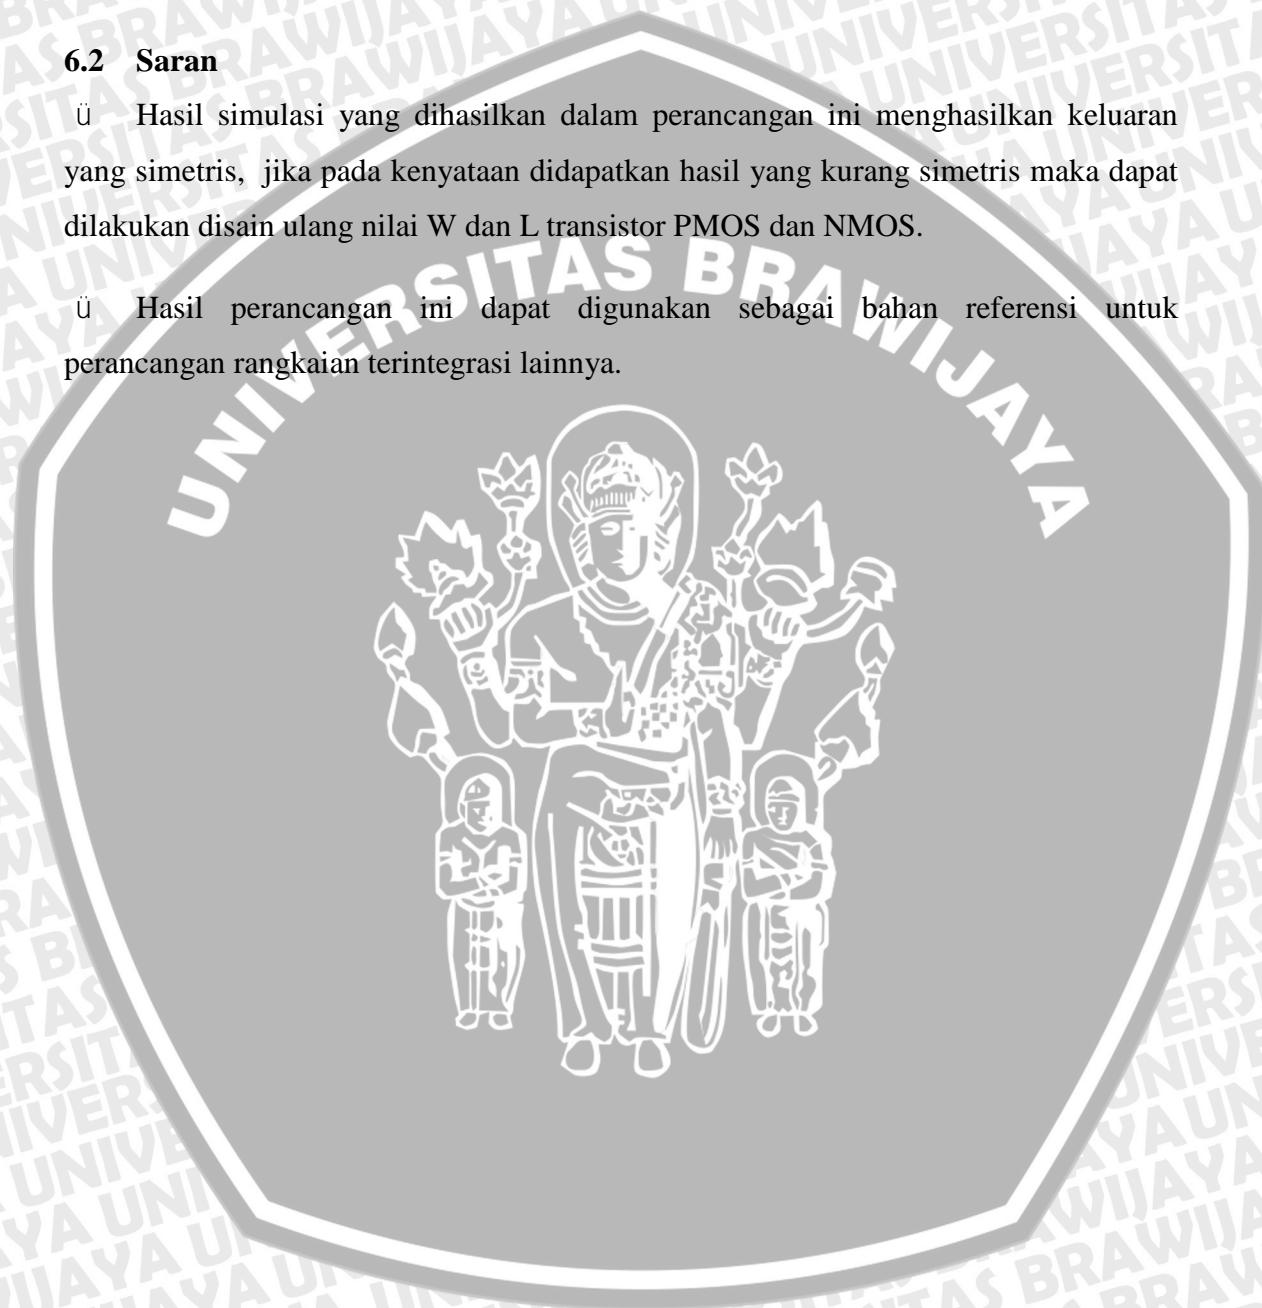 6.2 Saran
ü Hasil simulasi yang dihasilkan dalam perancangan ini menghasilkan keluaran
yang simetris, jika pada kenyataan didapatkan hasil yang kurang simetris maka dapat
dilakukan disain ulang nilai W dan L transistor PMOS dan NMOS.
ü Hasil perancangan ini dapat digunakan sebagai bahan referensi untuk
perancangan rangkaian terintegrasi lainnya.
UNIVERSITAS BRAWIJAYA